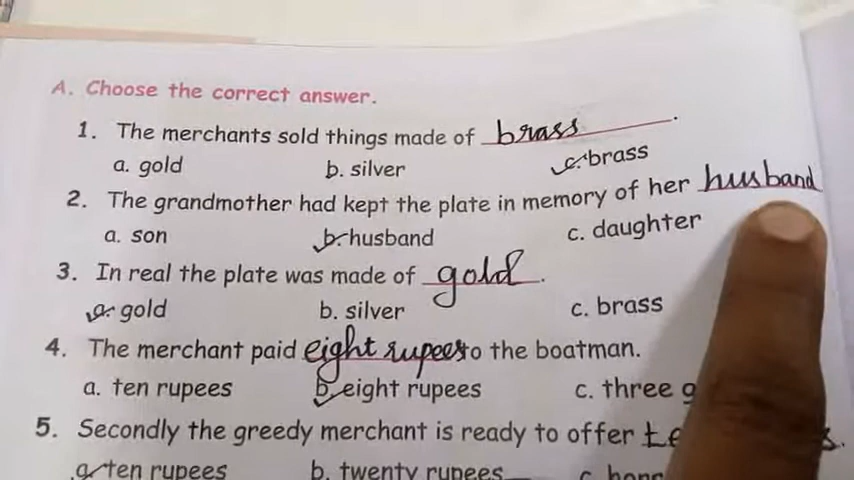 A. Choose the correct answer.
1. The merchants sold things made of brass.
a. gold b. silver c. brass
2. The grandmother had kept the plate in memory of her husband
a. son b. husband c. daughter
3. In real the plate was made of gold.
a. gold b. silver c. brass
4. The merchant paid eight rupees to the boatman.
a. ten rupees b. eight rupees c. three
5. Secondly the greedy merchant is ready to offer
a. ten rupees b. twenty rupees c.